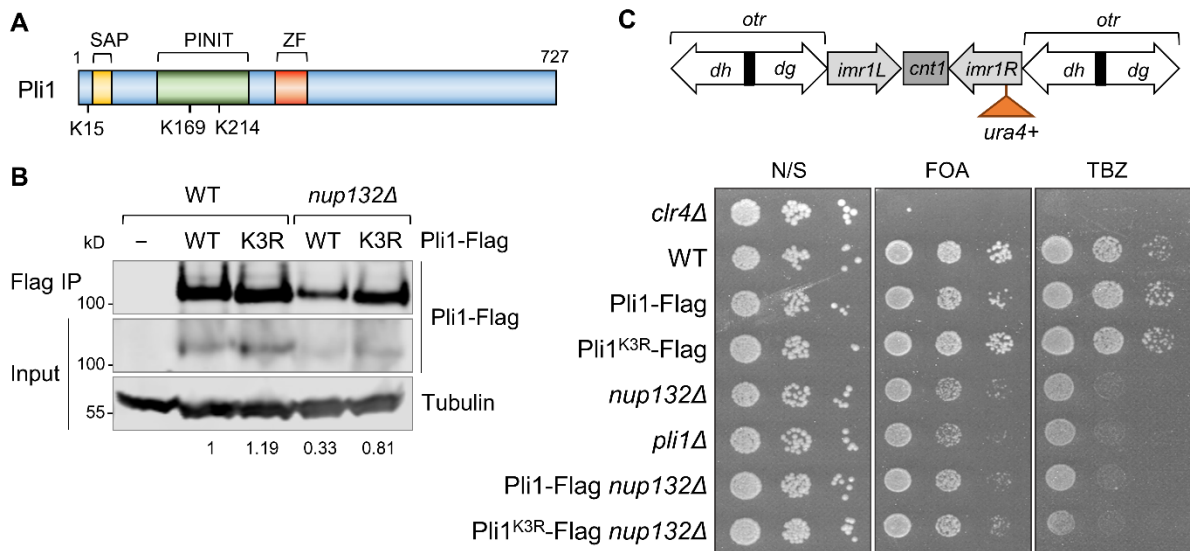 A
SAP PINIT ZF
1 727
Pli1
K15 K169 K214
B
WT nup132Δ
kD – WT K3R WT K3R Pli1-Flag
Flag IP 100
Pli1-Flag
Input 100
55 Tubulin
1 1.19 0.33 0.81
C
otr otr
dh dg imr1L cnt1 imr1R dh dg
ura4+
N/S FOA TBZ
clr4Δ
WT
Pli1-Flag
Pli1ᴷ³ᴿ-Flag
nup132Δ
pli1Δ
Pli1-Flag nup132Δ
Pli1ᴷ³ᴿ-Flag nup132Δ